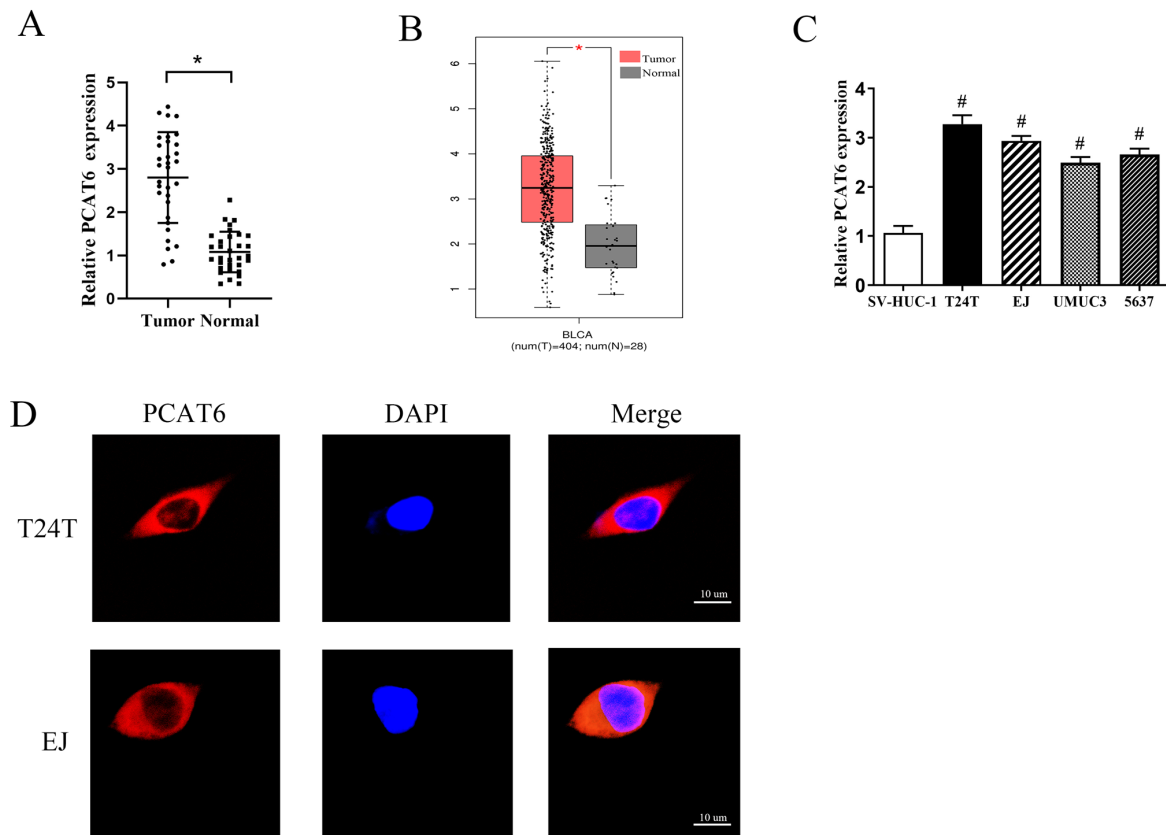 A
*
Relative PCAT6 expression
5
4
3
2
1
0
Tumor Normal
B
*
Tumor
Normal
6
5
4
3
2
1
BLCA
(num(T)=404; num(N)=28)
C
Relative PCAT6 expression
4
3
2
1
0
# # # #
SV-HUC-1 T24T EJ UMUC3 5637
D
PCAT6 DAPI Merge
T24T
10 um
EJ
10 um